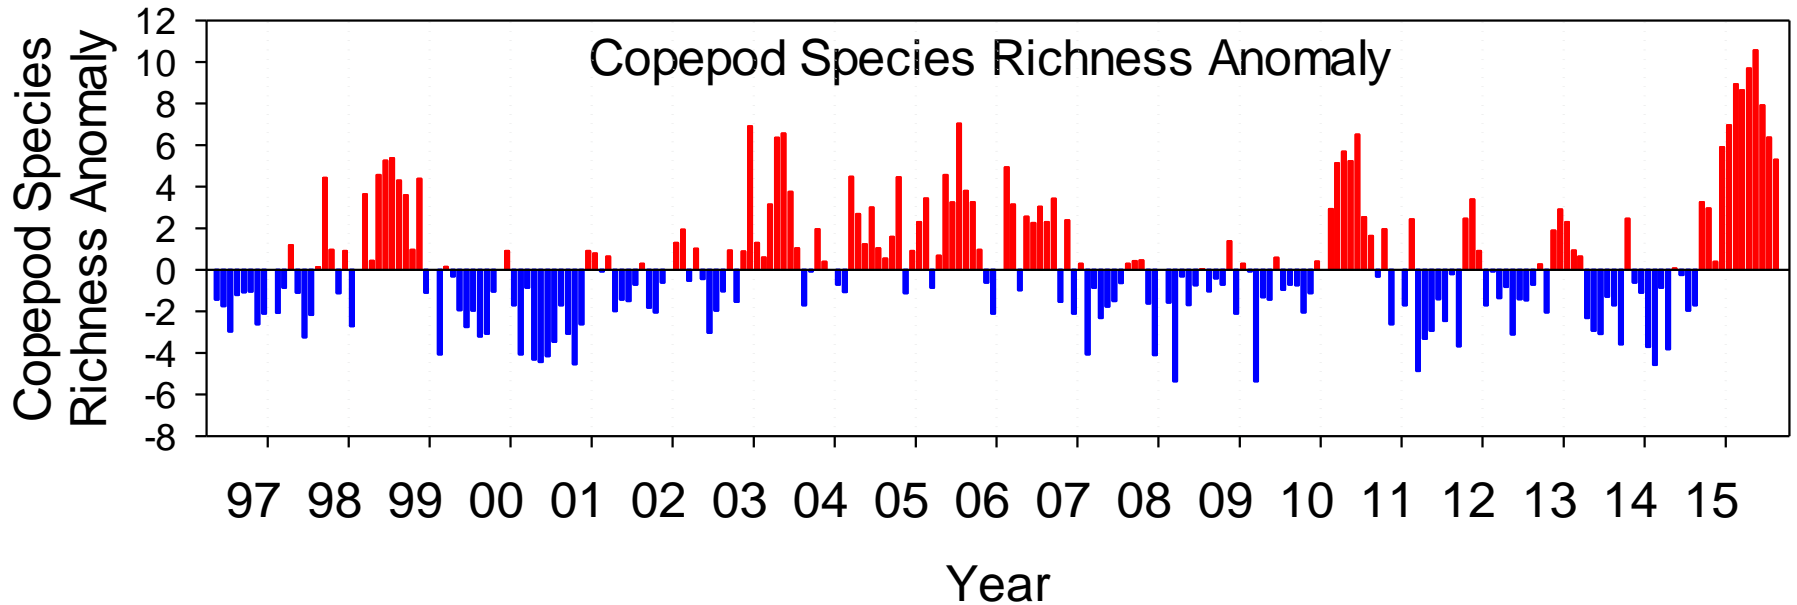 Copepod Species Richness Anomaly
Copepod Species
Richness Anomaly
12
10
8
6
4
2
0
-2
-4
-6
-8
97 98 99 00 01 02 03 04 05 06 07 08 09 10 11 12 13 14 15
Year